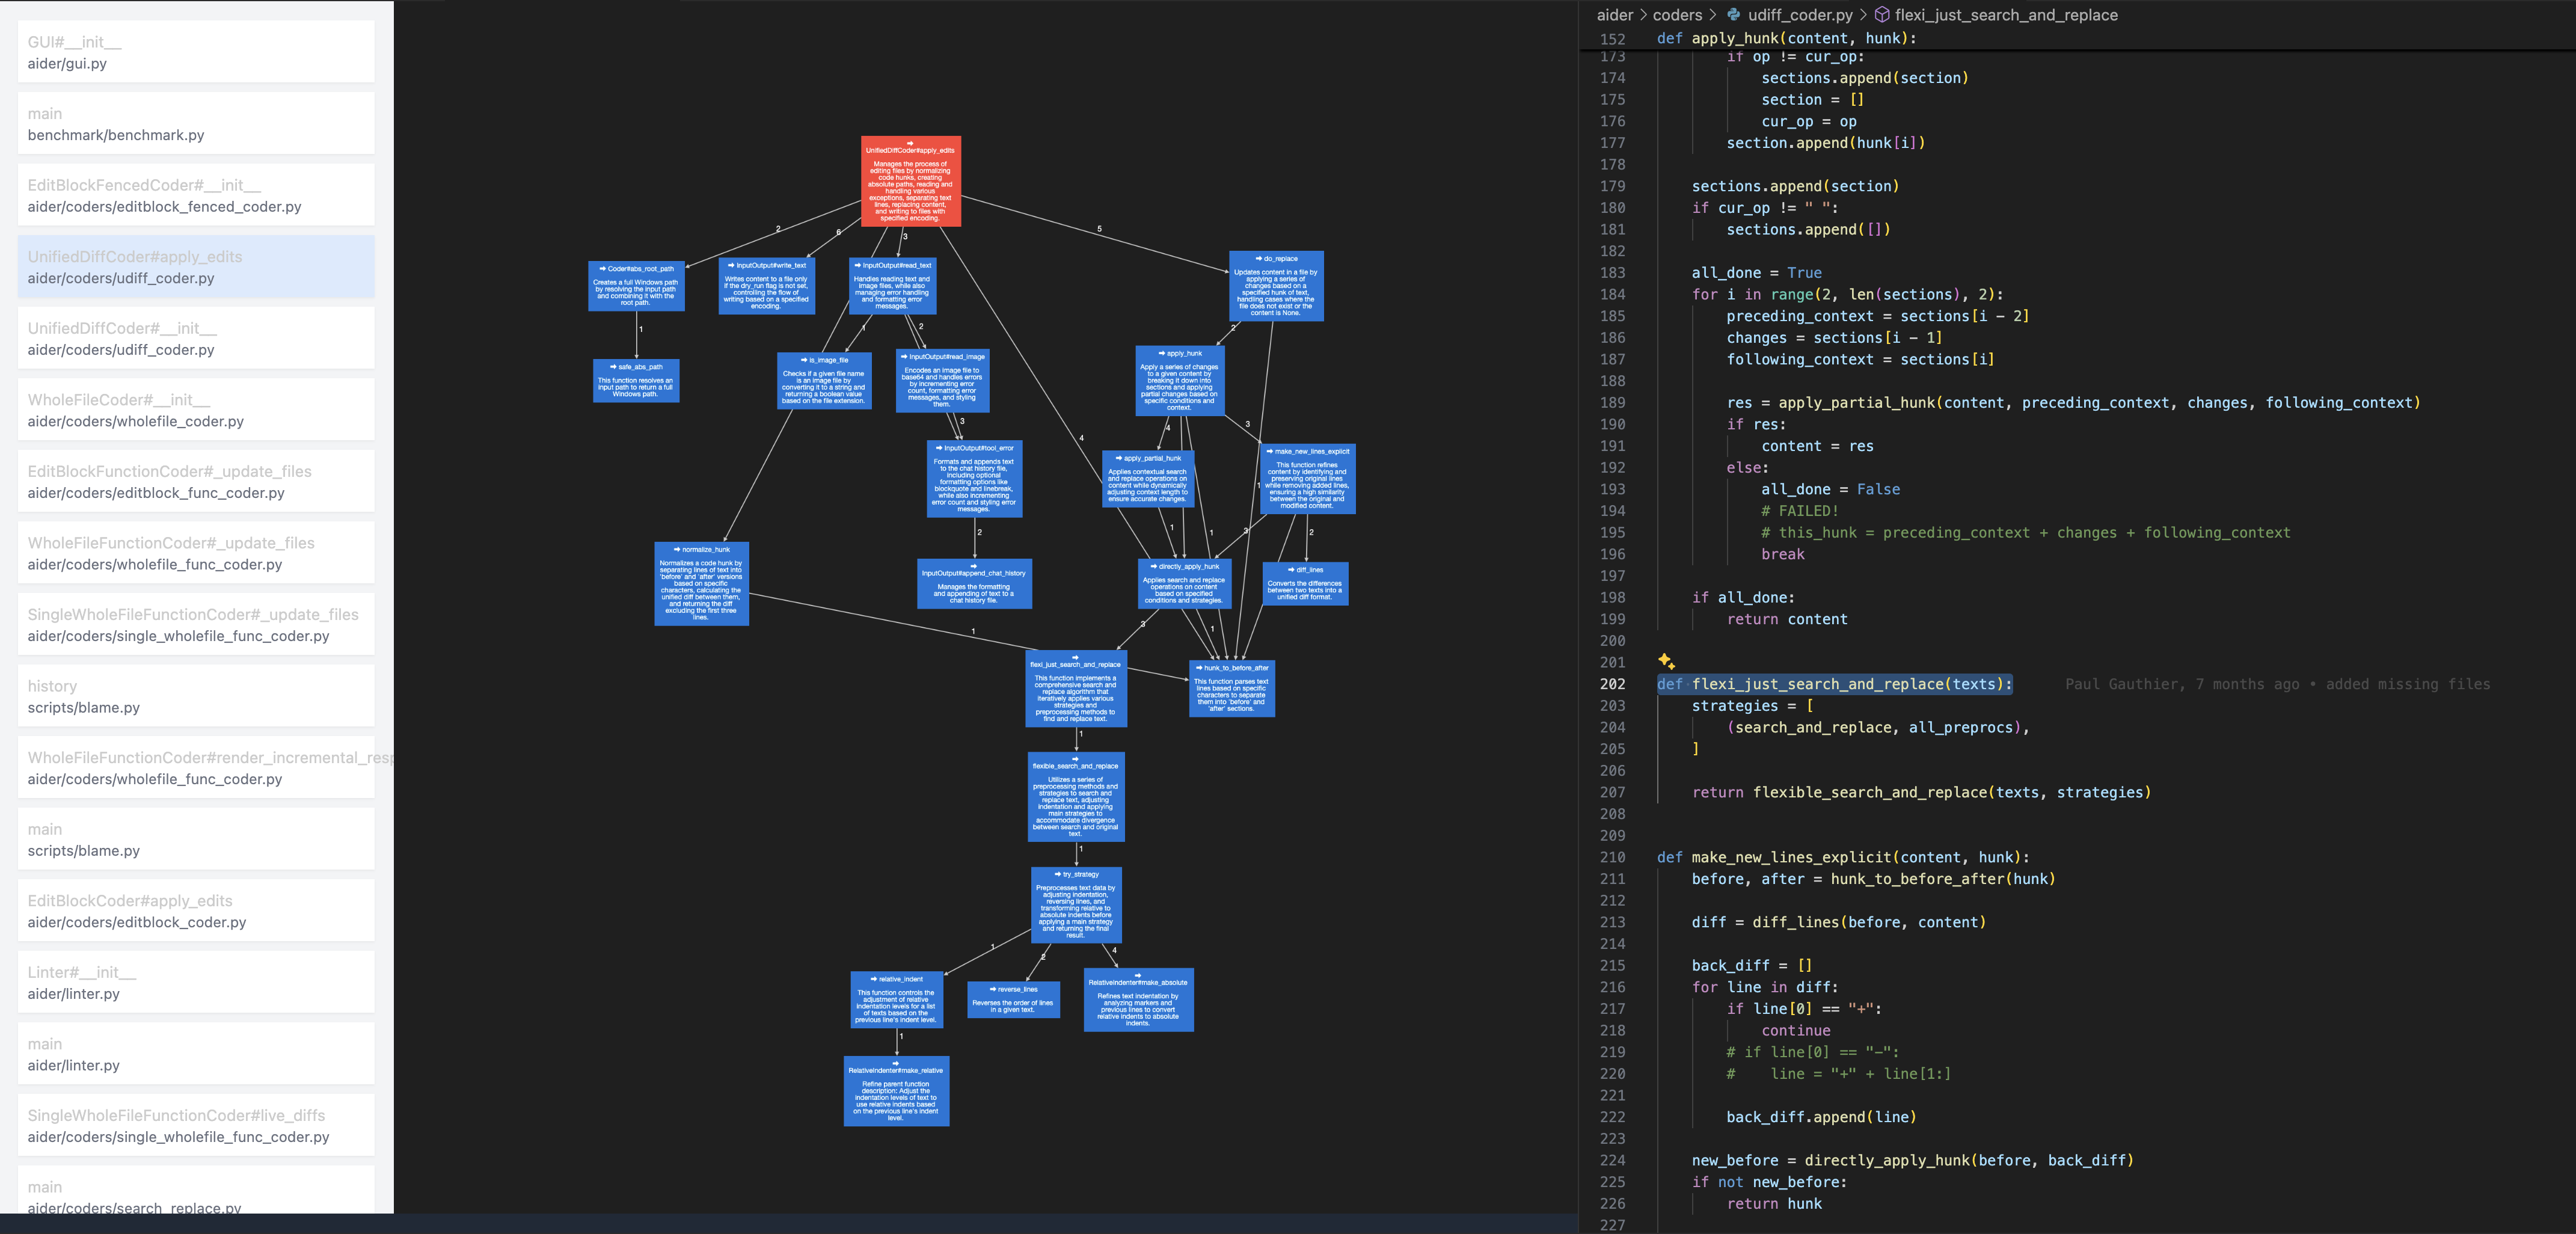 GUI#__init__
aider/gui.py
main
benchmark/benchmark.py
EditBlockFencedCoder#__init__
aider/coders/editblock_fenced_coder.py
UnifiedDiffCoder#apply_edits
aider/coders/udiff_coder.py
UnifiedDiffCoder#__init__
aider/coders/udiff_coder.py
WholeFileCoder#__init__
aider/coders/wholefile_coder.py
EditBlockFunctionCoder#_update_files
aider/coders/editblock_func_coder.py
WholeFileFunctionCoder#_update_files
aider/coders/wholefile_func_coder.py
SingleWholeFileFunctionCoder#_update_files
aider/coders/single_wholefile_func_coder.py
history
scripts/blame.py
WholeFileFunctionCoder#render_incremental_resp
aider/coders/wholefile_func_coder.py
main
scripts/blame.py
EditBlockCoder#apply_edits
aider/coders/editblock_coder.py
Linter#__init__
aider/linter.py
main
aider/linter.py
SingleWholeFileFunctionCoder#live_diffs
aider/coders/single_wholefile_func_coder.py
main
aider/coders/search_replace.py
➔
UnifiedDiffCoder#apply_edits
Manages the process of
editing files by normalizing
code hunks, creating
absolute paths, reading and
handling various
exceptions, separating text
lines, replacing content,
and writing to files with
specified encoding.
2
6
3
5
4
➔ Coder#abs_root_path
Creates a full Windows path
by resolving the input path
and combining it with the
root path.
1
➔ safe_abs_path
This function resolves an
input path to return a full
Windows path.
➔ InputOutput#write_text
Writes content to a file only
if the dry_run flag is not set,
controlling the flow of
writing based on a specified
encoding.
➔ InputOutput#read_text
Handles reading text and
image files, while also
managing error handling
and formatting error
messages.
1
2
➔ is_image_file
Checks if a given file name
is an image file by
converting it to a string and
returning a boolean value
based on the file extension.
➔ InputOutput#read_image
Encodes an image file to
base64 and handles errors
by incrementing error
count, formatting error
messages, and styling
them.
3
➔ InputOutput#tool_error
Formats and appends text
to the chat history file,
including optional
formatting options like
blockquote and linebreak,
while also incrementing
error count and styling error
messages.
2
➔
InputOutput#append_chat_history
Manages the formatting
and appending of text to a
chat history file.
➔ do_replace
Updates content in a file by
applying a series of
changes based on a
specified hunk of text,
handling cases where the
file does not exist or the
content is None.
2
1
➔ apply_hunk
Apply a series of changes
to a given content by
breaking it down into
sections and applying
partial changes based on
specific conditions and
context.
4
3
➔ apply_partial_hunk
Applies contextual search
and replace operations on
content while dynamically
adjusting context length to
ensure accurate changes.
1
1
➔ make_new_lines_explicit
This function refines
content by identifying and
preserving original lines
while removing added lines,
ensuring a high similarity
between the original and
modified content.
3
2
➔ normalize_hunk
Normalizes a code hunk by
separating lines of text into
'before' and 'after' versions
based on specific
characters, calculating the
unified diff between them,
and returning the diff
excluding the first three
lines.
1
➔ directly_apply_hunk
Applies search and replace
operations on content
based on specified
conditions and strategies.
3
1
➔ diff_lines
Converts the differences
between two texts into a
unified diff format.
➔
flexi_just_search_and_replace
This function implements a
comprehensive search and
replace algorithm that
iteratively applies various
strategies and
preprocessing methods to
find and replace text.
1
➔ hunk_to_before_after
This function parses text
lines based on specific
characters to separate
them into 'before' and
'after' sections.
➔
flexible_search_and_replace
Utilizes a series of
preprocessing methods and
strategies to search and
replace text, adjusting
indentation and applying
main strategies to
accommodate divergence
between search and original
text.
1
➔ try_strategy
Preprocesses text data by
adjusting indentation,
reversing lines, and
transforming relative to
absolute indents before
applying a main strategy
and returning the final
result.
1
2
4
➔ relative_indent
This function controls the
adjustment of relative
indentation levels for a list
of texts based on the
previous line's indent level.
1
➔ reverse_lines
Reverses the order of lines
in a given text.
➔
RelativeIndenter#make_absolute
Refines text indentation by
analyzing markers and
previous lines to convert
relative indents to absolute
indents.
➔
RelativeIndenter#make_relative
Refine parent function
description: Adjust the
indentation levels of text to
use relative indents based
on the previous line's indent
level.
aider > coders > udiff_coder.py > flexi_just_search_and_replace
152 def apply_hunk(content, hunk):
173 if op != cur_op:
174 sections.append(section)
175 section = []
176 cur_op = op
177 section.append(hunk[i])
178
179 sections.append(section)
180 if cur_op != " ":
181 sections.append([])
182
183 all_done = True
184 for i in range(2, len(sections), 2):
185 preceding_context = sections[i - 2]
186 changes = sections[i - 1]
187 following_context = sections[i]
188
189 res = apply_partial_hunk(content, preceding_context, changes, following_context)
190 if res:
191 content = res
192 else:
193 all_done = False
194 # FAILED!
195 # this_hunk = preceding_context + changes + following_context
196 break
197
198 if all_done:
199 return content
200
201
202 def flexi_just_search_and_replace(texts): Paul Gauthier, 7 months ago • added missing files
203 strategies = [
204 (search_and_replace, all_preprocs),
205 ]
206
207 return flexible_search_and_replace(texts, strategies)
208
209
210 def make_new_lines_explicit(content, hunk):
211 before, after = hunk_to_before_after(hunk)
212
213 diff = diff_lines(before, content)
214
215 back_diff = []
216 for line in diff:
217 if line[0] == "+":
218 continue
219 # if line[0] == "-":
220 # line = "+" + line[1:]
221
222 back_diff.append(line)
223
224 new_before = directly_apply_hunk(before, back_diff)
225 if not new_before:
226 return hunk
227